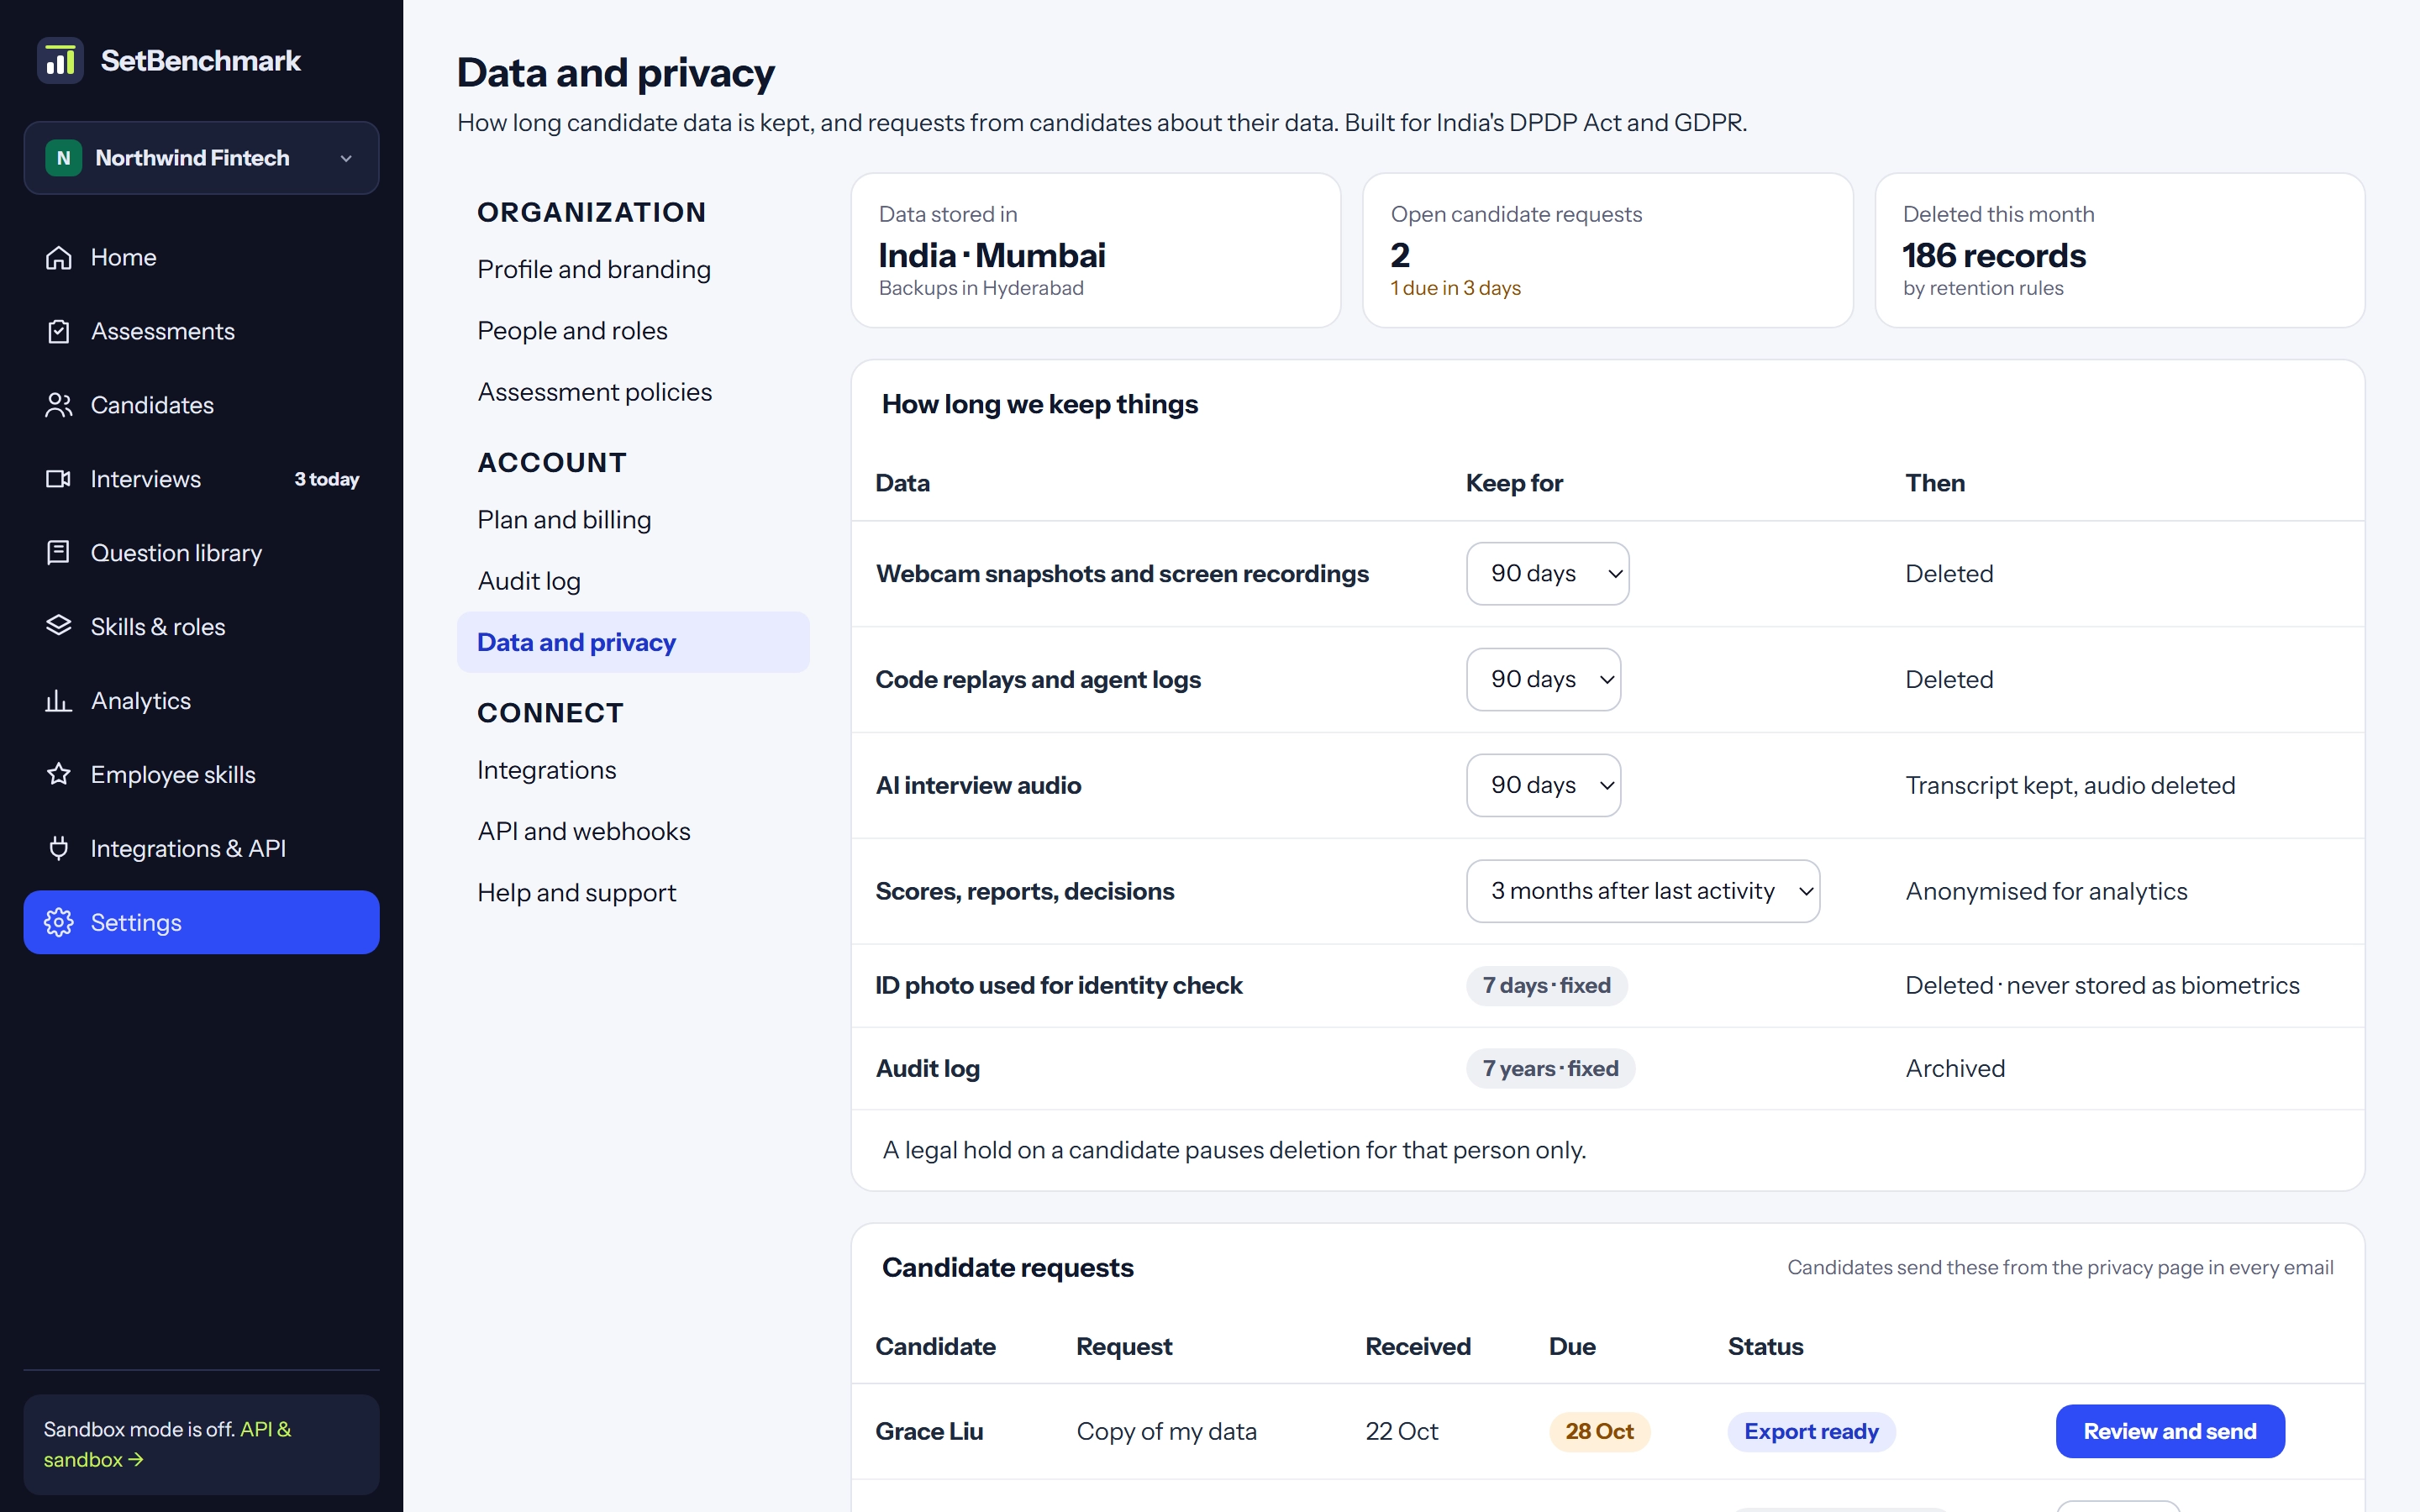 SetBenchmark
N Northwind Fintech
Home
Assessments
Candidates
Interviews 3 today
Question library
Skills & roles
Analytics
Employee skills
Integrations & API
Settings
Sandbox mode is off. API &
sandbox →
Data and privacy
How long candidate data is kept, and requests from candidates about their data. Built for India's DPDP Act and GDPR.
ORGANIZATION
Profile and branding
People and roles
Assessment policies
ACCOUNT
Plan and billing
Audit log
Data and privacy
CONNECT
Integrations
API and webhooks
Help and support
Data stored in
India · Mumbai
Backups in Hyderabad
Open candidate requests
2
1 due in 3 days
Deleted this month
186 records
by retention rules
How long we keep things
Data Keep for Then
Webcam snapshots and screen recordings 90 days Deleted
Code replays and agent logs 90 days Deleted
AI interview audio 90 days Transcript kept, audio deleted
Scores, reports, decisions 3 months after last activity Anonymised for analytics
ID photo used for identity check 7 days · fixed Deleted · never stored as biometrics
Audit log 7 years · fixed Archived
A legal hold on a candidate pauses deletion for that person only.
Candidate requests Candidates send these from the privacy page in every email
Candidate Request Received Due Status
Grace Liu Copy of my data 22 Oct 28 Oct Export ready Review and send